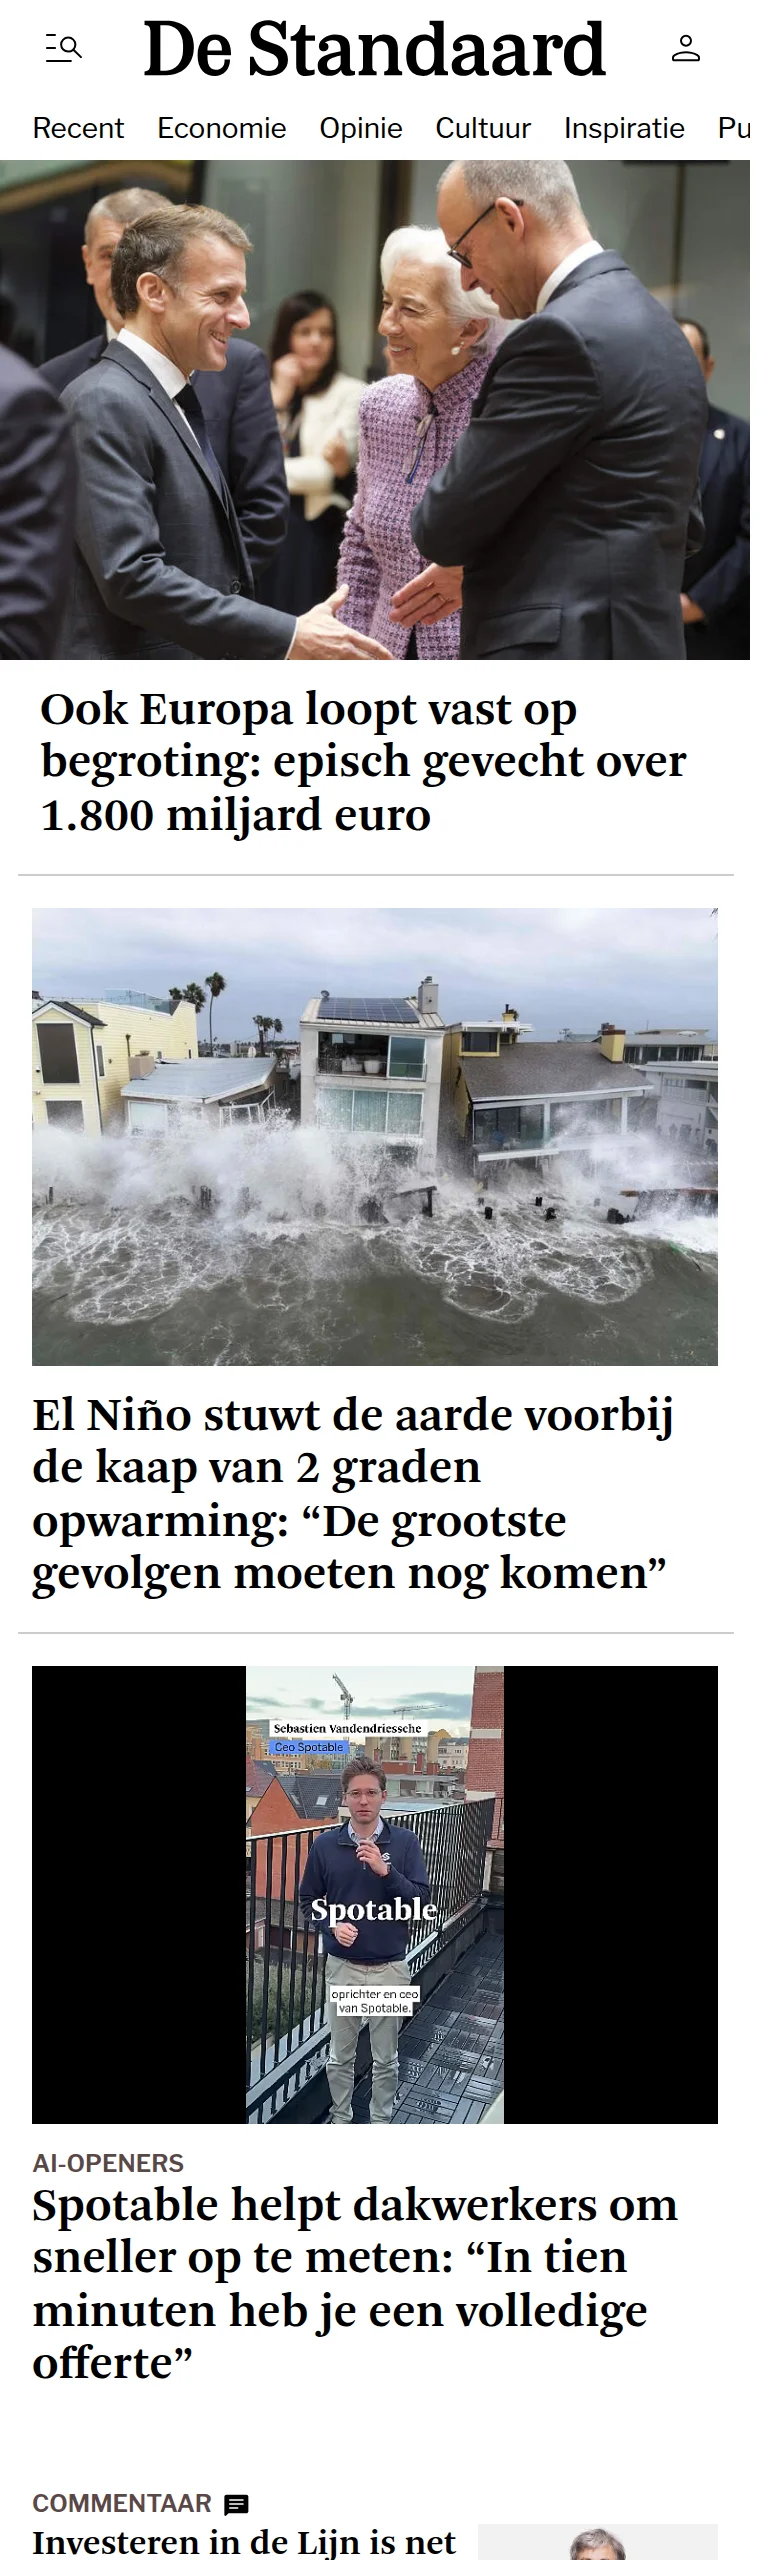 De Standaard
Recent Economie Opinie Cultuur Inspiratie Pu
Ook Europa loopt vast op
begroting: episch gevecht over
1.800 miljard euro
El Niño stuwt de aarde voorbij
de kaap van 2 graden
opwarming: “De grootste
gevolgen moeten nog komen”
Sebastien Vandendriessche
Ceo Spotable
Spotable
oprichter en ceo
van Spotable.
AI-OPENERS
Spotable helpt dakwerkers om
sneller op te meten: “In tien
minuten heb je een volledige
offerte”
COMMENTAAR
Investeren in de Lijn is net